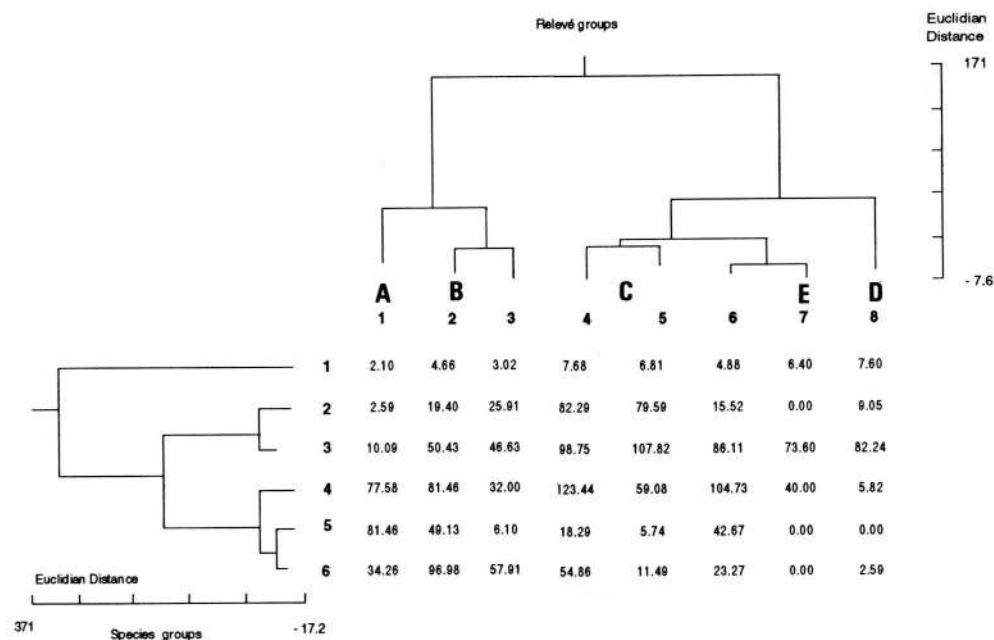 Relevé groups
Euclidian
Distance
171
- 7.6
A B C E D
1 2 3 4 5 6 7 8
1 2.10 4.66 3.02 7.68 6.81 4.88 6.40 7.60
2 2.59 19.40 25.91 82.29 79.59 15.52 0.00 9.05
3 10.09 50.43 46.63 98.75 107.82 86.11 73.60 82.24
4 77.58 81.46 32.00 123.44 59.08 104.73 40.00 5.82
5 81.46 49.13 6.10 18.29 5.74 42.67 0.00 0.00
6 34.26 96.98 57.91 54.86 11.49 23.27 0.00 2.59
Euclidian Distance
371 - 17.2
Species groups